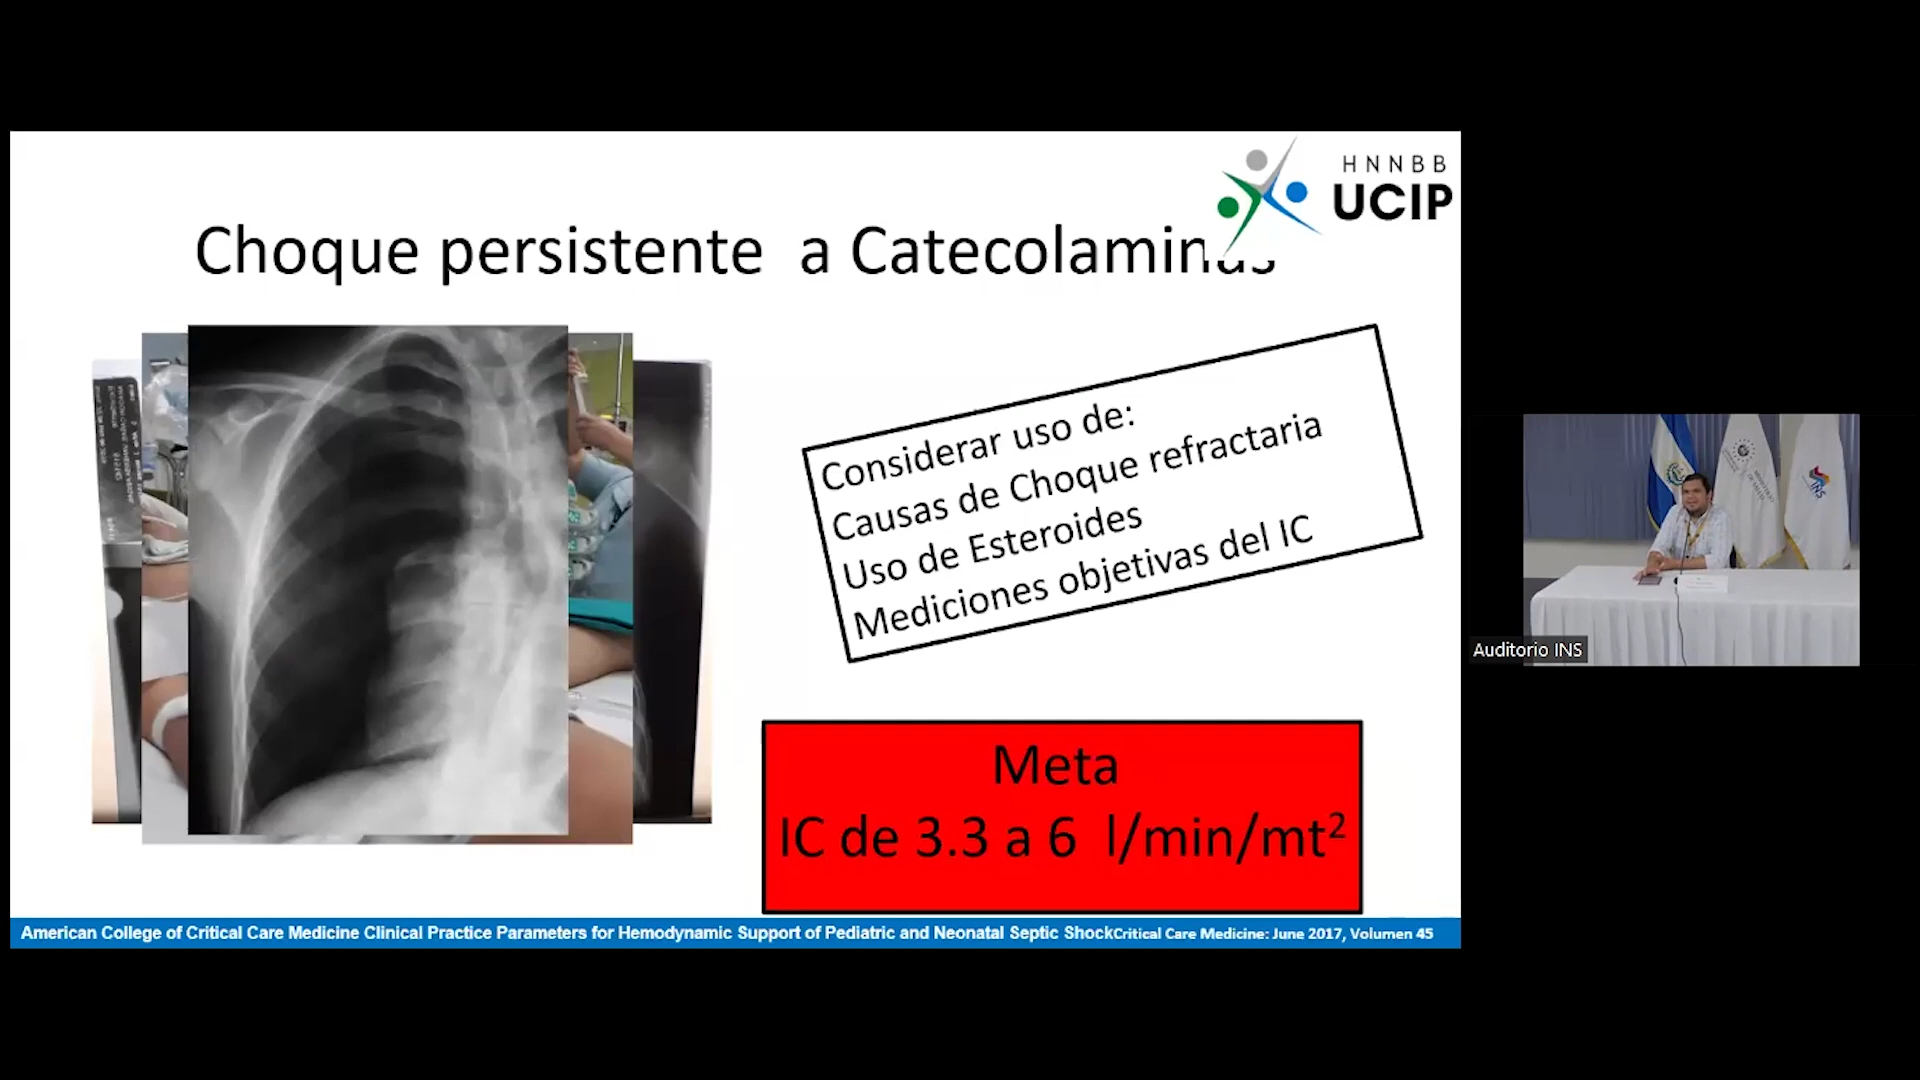 HNNBB
UCIP
Choque persistente a Catecolaminas
Considerar uso de:
Causas de Choque refractaria
Uso de Esteroides
Mediciones objetivas del IC
Meta
IC de 3.3 a 6 l/min/mt²
American College of Critical Care Medicine Clinical Practice Parameters for Hemodynamic Support of Pediatric and Neonatal Septic ShockCritical Care Medicine: June 2017, Volumen 45
INS
Auditorio INS